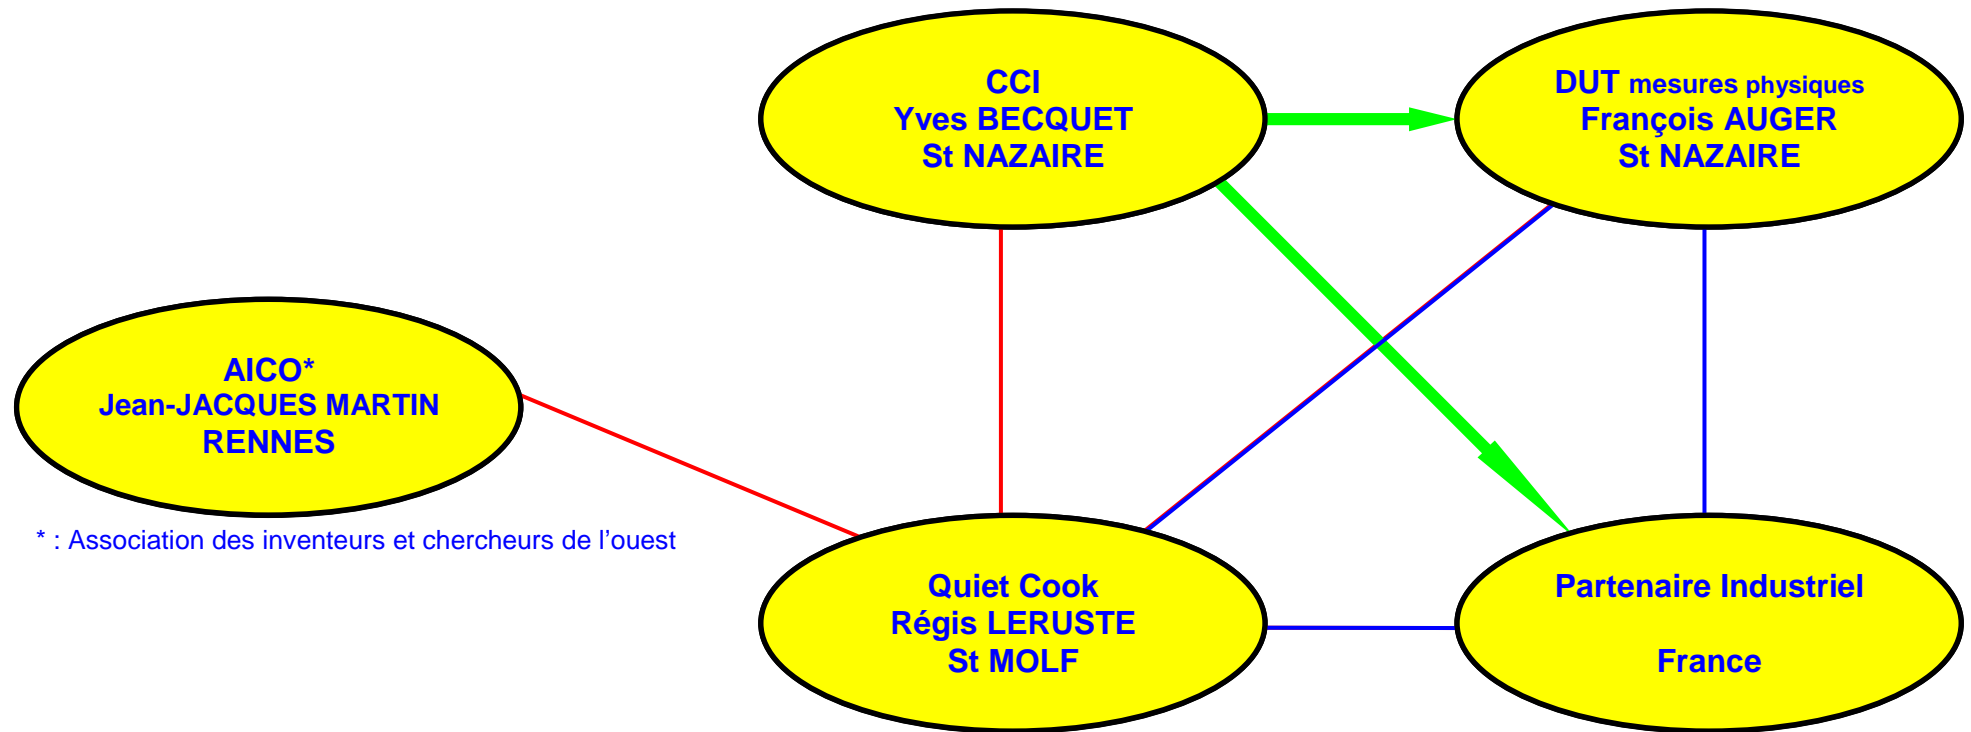 CCI
Yves BECQUET
St NAZAIRE
DUT mesures physiques
François AUGER
St NAZAIRE
AICO*
Jean-JACQUES MARTIN
RENNES
* : Association des inventeurs et chercheurs de l’ouest
Quiet Cook
Régis LERUSTE
St MOLF
Partenaire Industriel
France